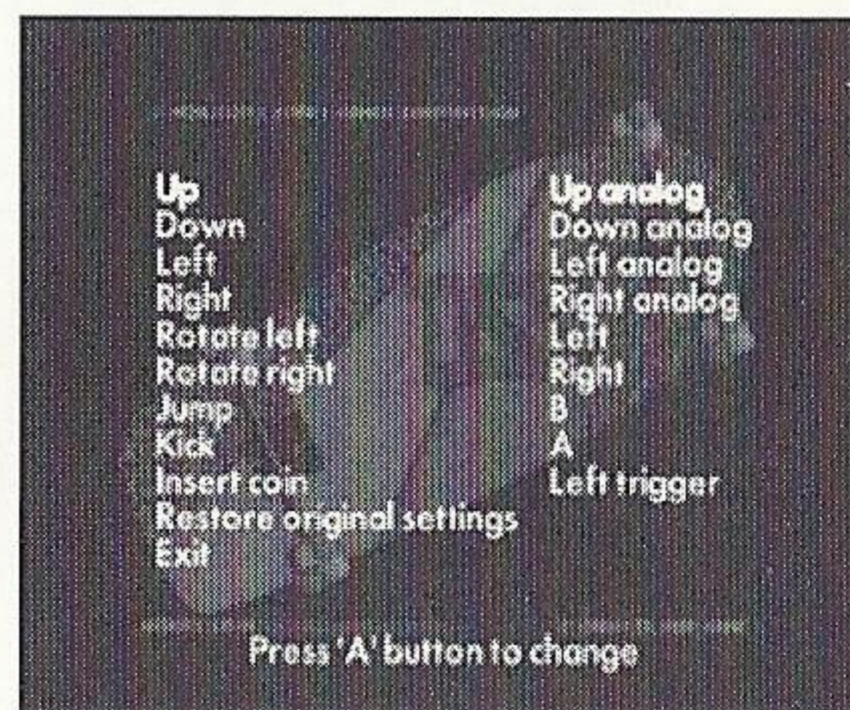 Up Up analog
Down Down analog
Left Left analog
Right Right analog
Rotate left Left
Rotate right Right
Jump B
Kick A
Insert coin Left trigger
Restore original settings
Exit
Press 'A' button to change